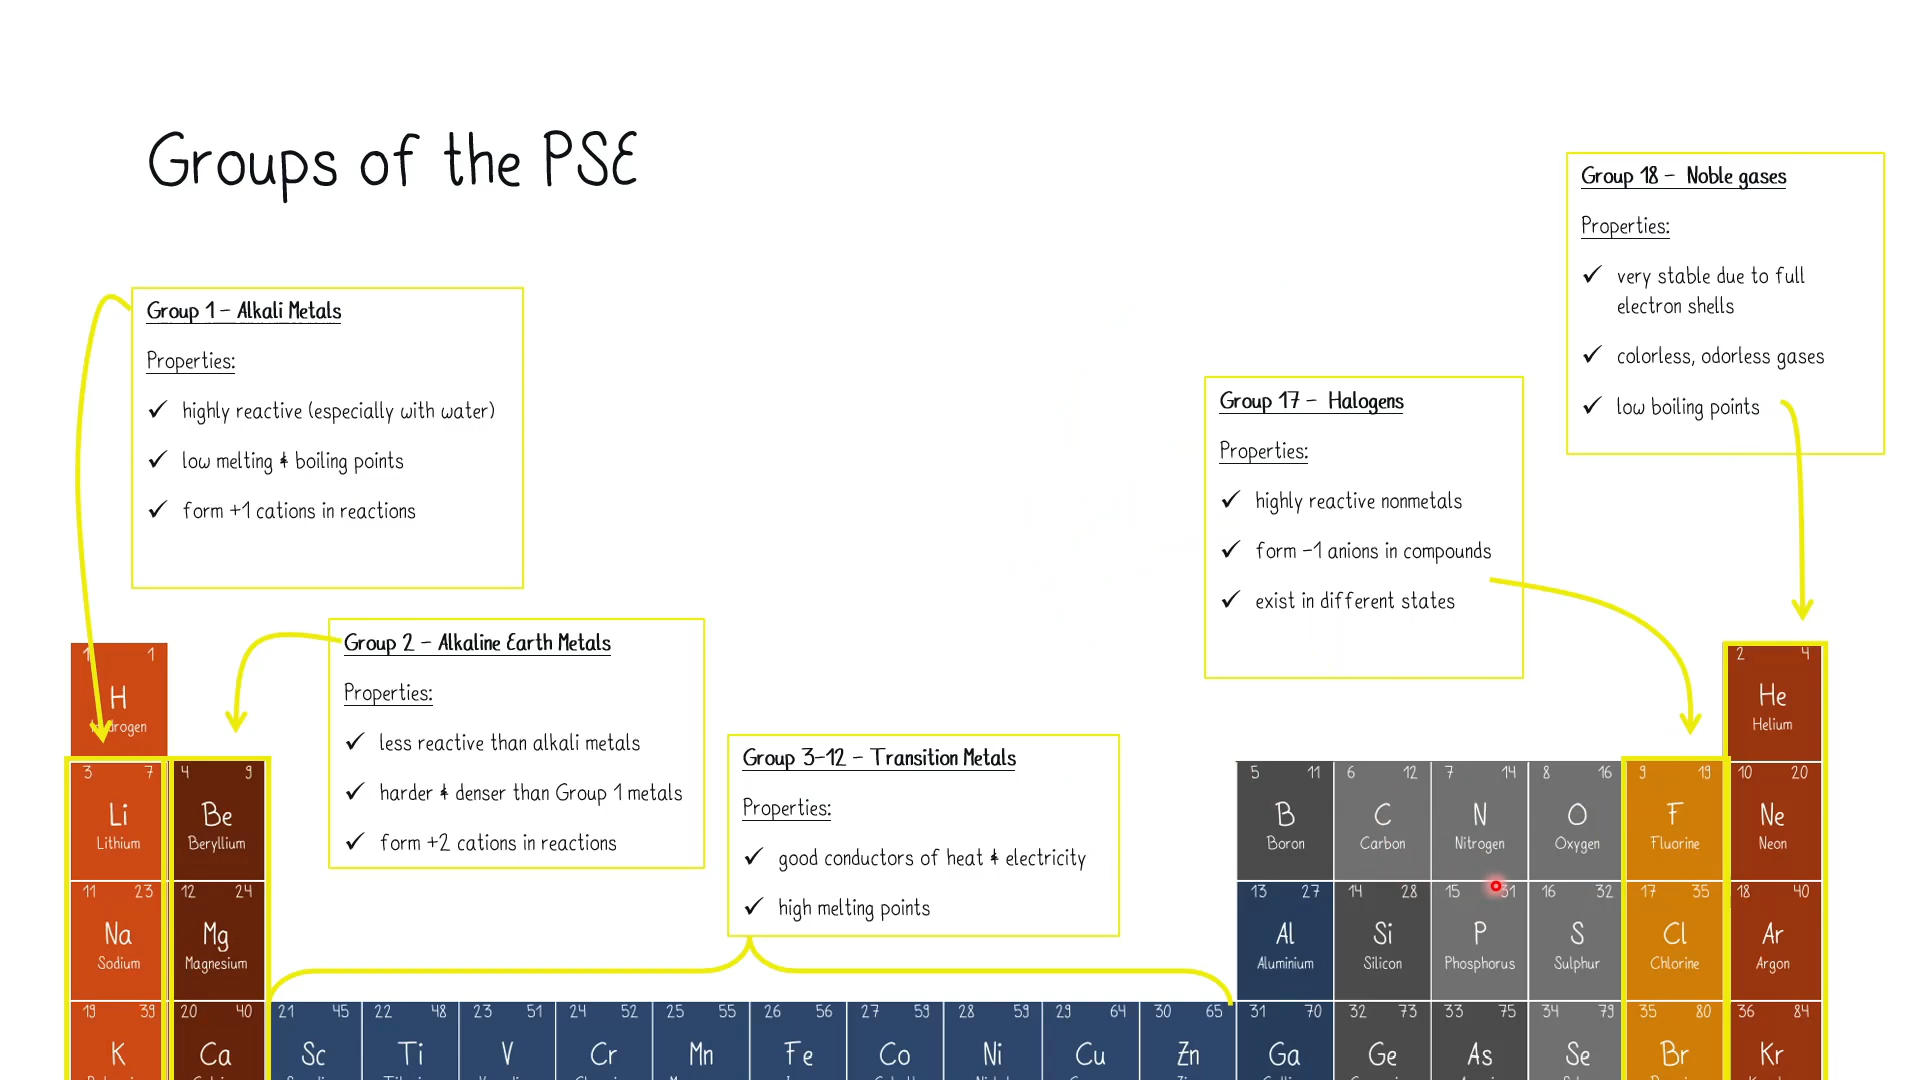 Groups of the PSE
Group 18 - Noble gases
Properties:
✓ very stable due to full
electron shells
✓ colorless, odorless gases
✓ low boiling points
Group 1 - Alkali Metals
Properties:
✓ highly reactive (especially with water)
✓ low melting & boiling points
✓ form +1 cations in reactions
Group 17 - Halogens
Properties:
✓ highly reactive nonmetals
✓ form -1 anions in compounds
✓ exist in different states
Group 2 - Alkaline Earth Metals
Properties:
✓ less reactive than alkali metals
✓ harder & denser than Group 1 metals
✓ form +2 cations in reactions
Group 3-12 - Transition Metals
Properties:
✓ good conductors of heat & electricity
✓ high melting points
1 1 2 4
H He
Helium
3 7 4 9 5 11 6 12 7 14 8 16 9 19 10 20
Li Be B C N O F Ne
Lithium Beryllium Boron Carbon Nitrogen Oxygen Fluorine Neon
11 23 12 24 13 27 14 28 15 31 16 32 17 35 18 40
Na Mg Al Si P S Cl Ar
Sodium Magnesium Aluminium Silicon Phosphorus Sulphur Chlorine Argon
19 39 20 40 21 45 22 48 23 51 24 52 25 55 26 56 27 59 28 59 29 64 30 65 31 70 32 73 33 75 34 79 35 80 36 84
K Ca Sc Ti V Cr Mn Fe Co Ni Cu Zn Ga Ge As Se Br Kr